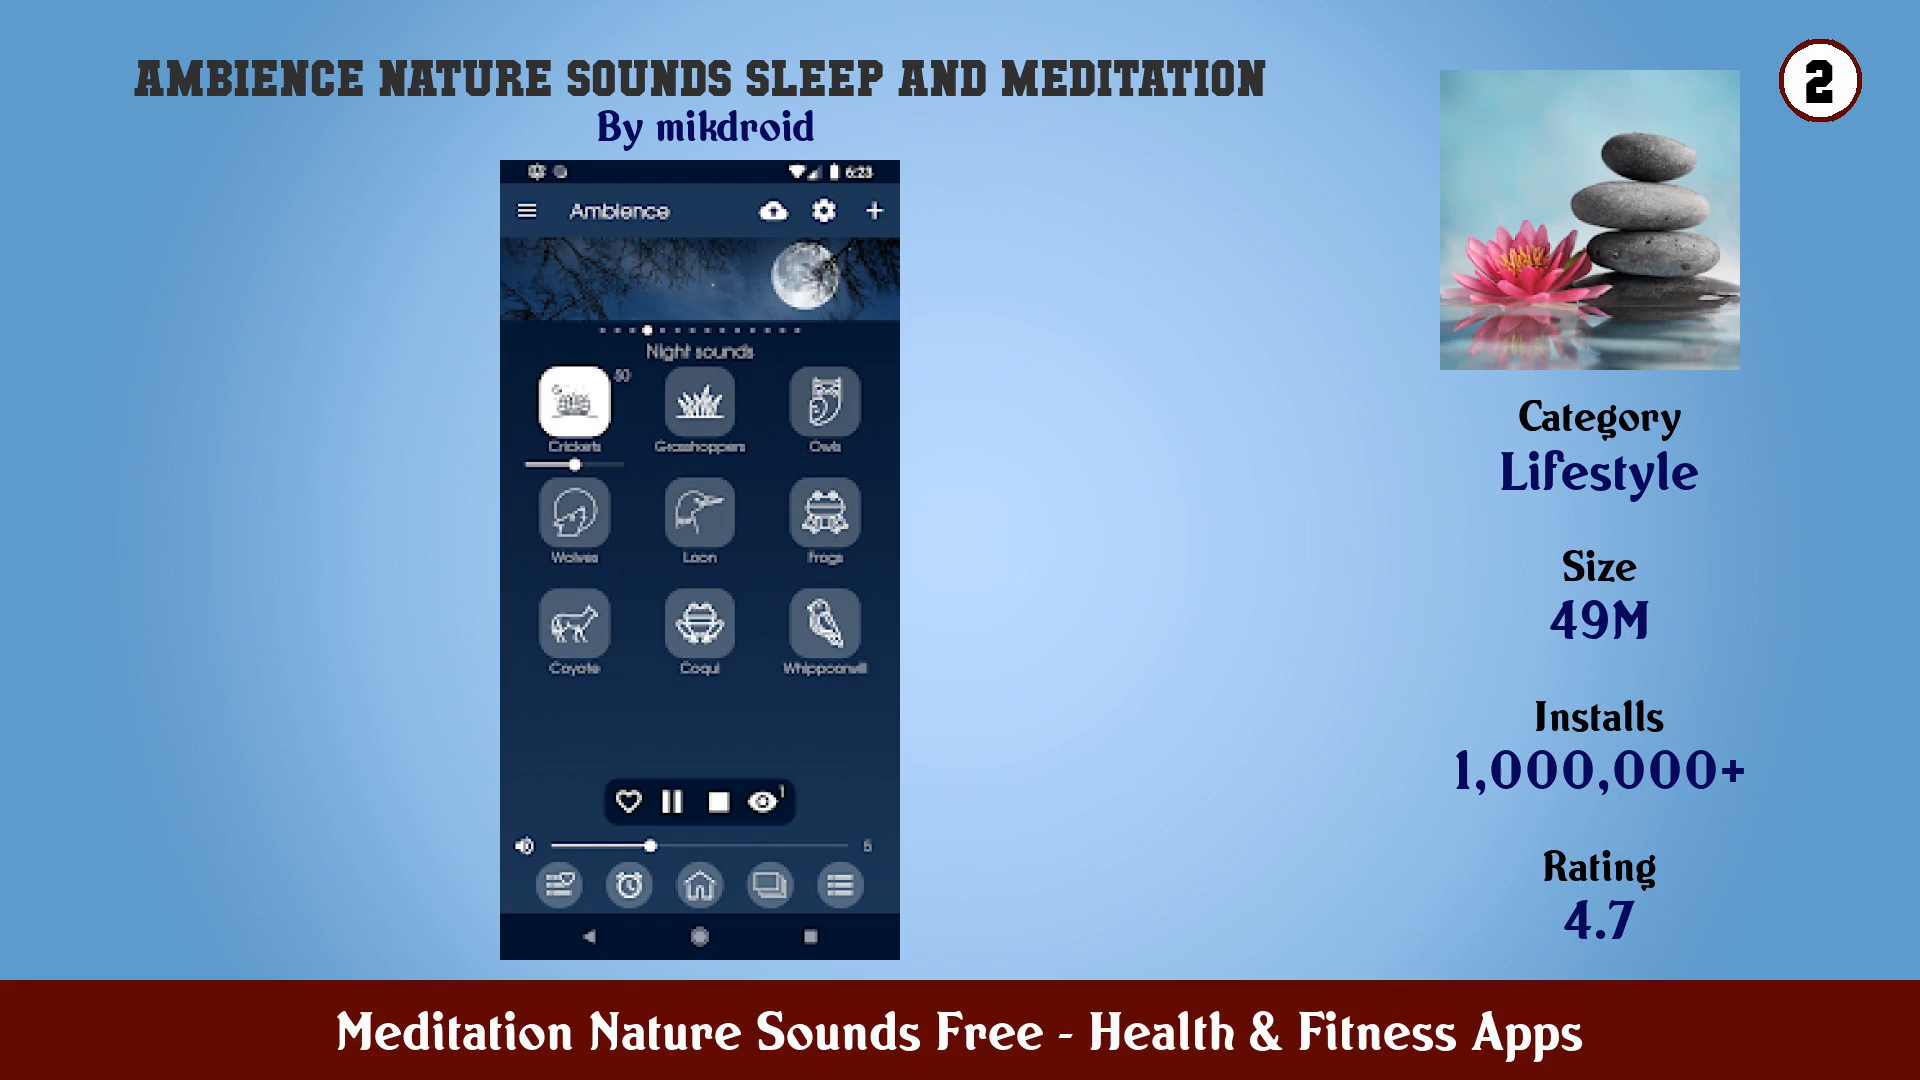 AMBIENCE NATURE SOUNDS SLEEP AND MEDITATION
2
By mikdroid
6:23
Ambience
Night sounds
50
Crickets
Grasshoppers
Owls
Wolves
Loon
Frogs
Coyote
Coqui
Whippoorwill
1
Category
Lifestyle
Size
49M
Installs
1,000,000+
Rating
4.7
Meditation Nature Sounds Free - Health & Fitness Apps